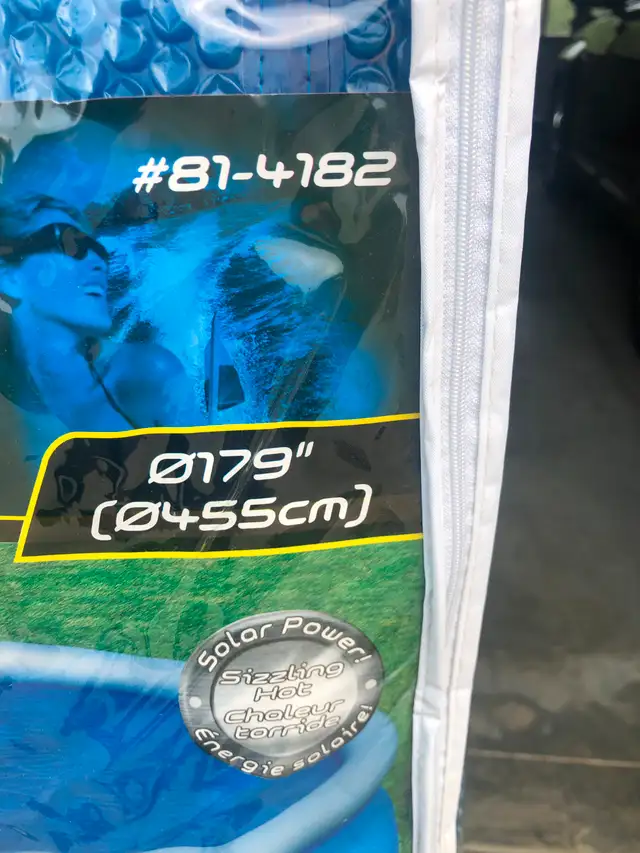 #81-4182
Ø179"
(Ø455cm)
Solar Power!
Sizzling
Hot
Chaleur
torride
Énergie solaire!